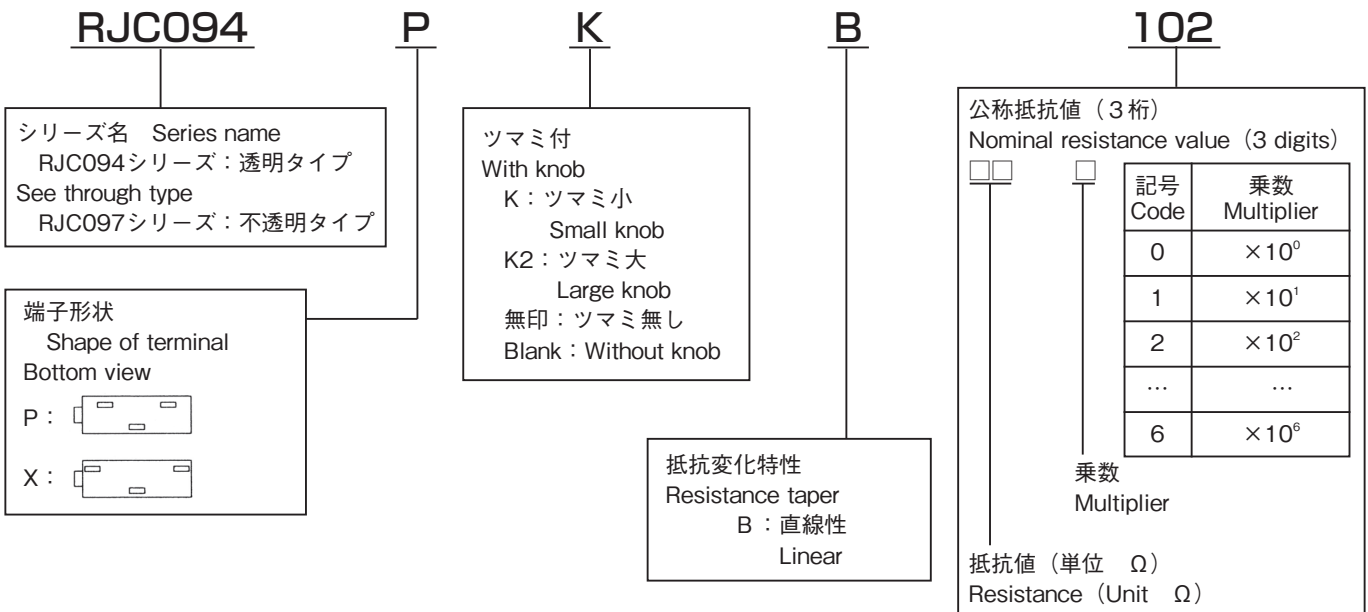 RJC094 P K B 102
シリーズ名　Series name
RJC094シリーズ：透明タイプ
See through type
RJC097シリーズ：不透明タイプ
端子形状
Shape of terminal
Bottom view
P：
X：
ツマミ付
With knob
K：ツマミ小
Small knob
K2：ツマミ大
Large knob
無印：ツマミ無し
Blank：Without knob
抵抗変化特性
Resistance taper
B：直線性
Linear
公称抵抗値（３桁）
Nominal resistance value（3 digits）
□□ □
記号 乗数
Code Multiplier
0 ×10⁰
1 ×10¹
2 ×10²
… …
6 ×10⁶
乗数
Multiplier
抵抗値（単位　Ω）
Resistance（Unit　Ω）